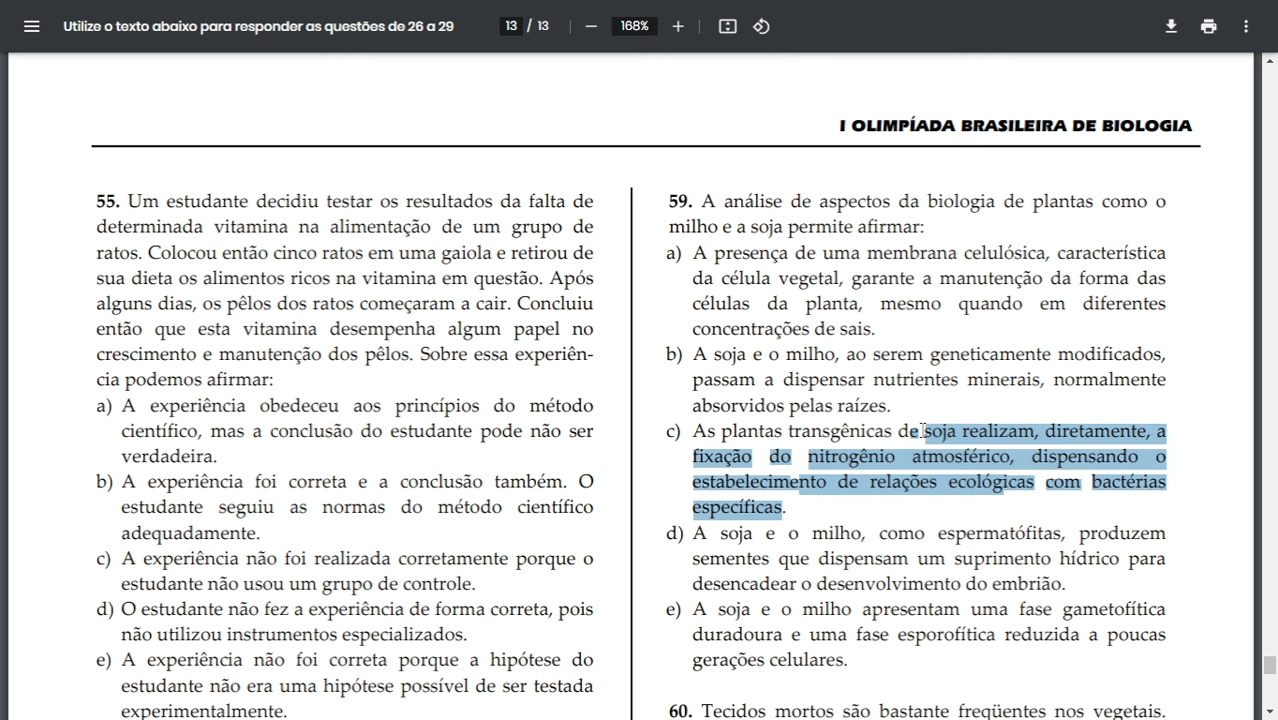 Utilize o texto abaixo para responder as questões de 26 a 29
13 / 13
168%
I OLIMPÍADA BRASILEIRA DE BIOLOGIA
55. Um estudante decidiu testar os resultados da falta de
determinada vitamina na alimentação de um grupo de
ratos. Colocou então cinco ratos em uma gaiola e retirou de
sua dieta os alimentos ricos na vitamina em questão. Após
alguns dias, os pêlos dos ratos começaram a cair. Concluiu
então que esta vitamina desempenha algum papel no
crescimento e manutenção dos pêlos. Sobre essa experiên-
cia podemos afirmar:
a) A experiência obedeceu aos princípios do método
científico, mas a conclusão do estudante pode não ser
verdadeira.
b) A experiência foi correta e a conclusão também. O
estudante seguiu as normas do método científico
adequadamente.
c) A experiência não foi realizada corretamente porque o
estudante não usou um grupo de controle.
d) O estudante não fez a experiência de forma correta, pois
não utilizou instrumentos especializados.
e) A experiência não foi correta porque a hipótese do
estudante não era uma hipótese possível de ser testada
experimentalmente.
59. A análise de aspectos da biologia de plantas como o
milho e a soja permite afirmar:
a) A presença de uma membrana celulósica, característica
da célula vegetal, garante a manutenção da forma das
células da planta, mesmo quando em diferentes
concentrações de sais.
b) A soja e o milho, ao serem geneticamente modificados,
passam a dispensar nutrientes minerais, normalmente
absorvidos pelas raízes.
c) As plantas transgênicas de soja realizam, diretamente, a
fixação do nitrogênio atmosférico, dispensando o
estabelecimento de relações ecológicas com bactérias
específicas.
d) A soja e o milho, como espermatófitas, produzem
sementes que dispensam um suprimento hídrico para
desencadear o desenvolvimento do embrião.
e) A soja e o milho apresentam uma fase gametofítica
duradoura e uma fase esporofítica reduzida a poucas
gerações celulares.
60. Tecidos mortos são bastante freqüentes nos vegetais.